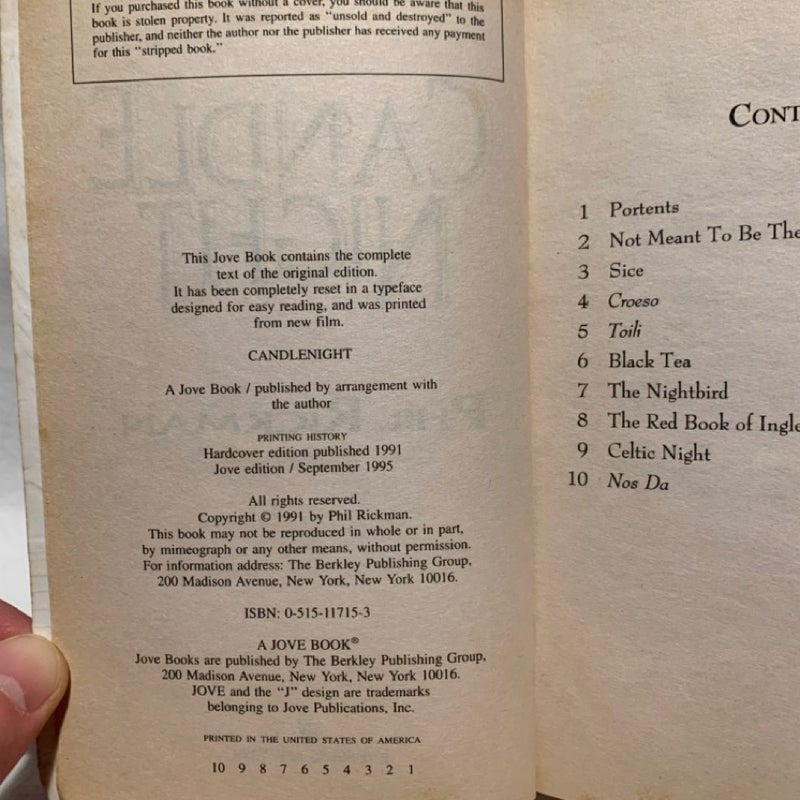 If you purchased this book without a cover, you should be aware that this
book is stolen property. It was reported as “unsold and destroyed” to the
publisher, and neither the author nor the publisher has received any payment
for this “stripped book.”
This Jove Book contains the complete
text of the original edition.
It has been completely reset in a typeface
designed for easy reading, and was printed
from new film.
CANDLENIGHT
A Jove Book / published by arrangement with
the author
PRINTING HISTORY
Hardcover edition published 1991
Jove edition / September 1995
All rights reserved.
Copyright © 1991 by Phil Rickman.
This book may not be reproduced in whole or in part,
by mimeograph or any other means, without permission.
For information address: The Berkley Publishing Group,
200 Madison Avenue, New York, New York 10016.
ISBN: 0-515-11715-3
A JOVE BOOK®
Jove Books are published by The Berkley Publishing Group,
200 Madison Avenue, New York, New York 10016.
JOVE and the “J” design are trademarks
belonging to Jove Publications, Inc.
PRINTED IN THE UNITED STATES OF AMERICA
10 9 8 7 6 5 4 3 2 1
CONT
1 Portents
2 Not Meant To Be The
3 Sice
4 Croeso
5 Toili
6 Black Tea
7 The Nightbird
8 The Red Book of Ingle
9 Celtic Night
10 Nos Da